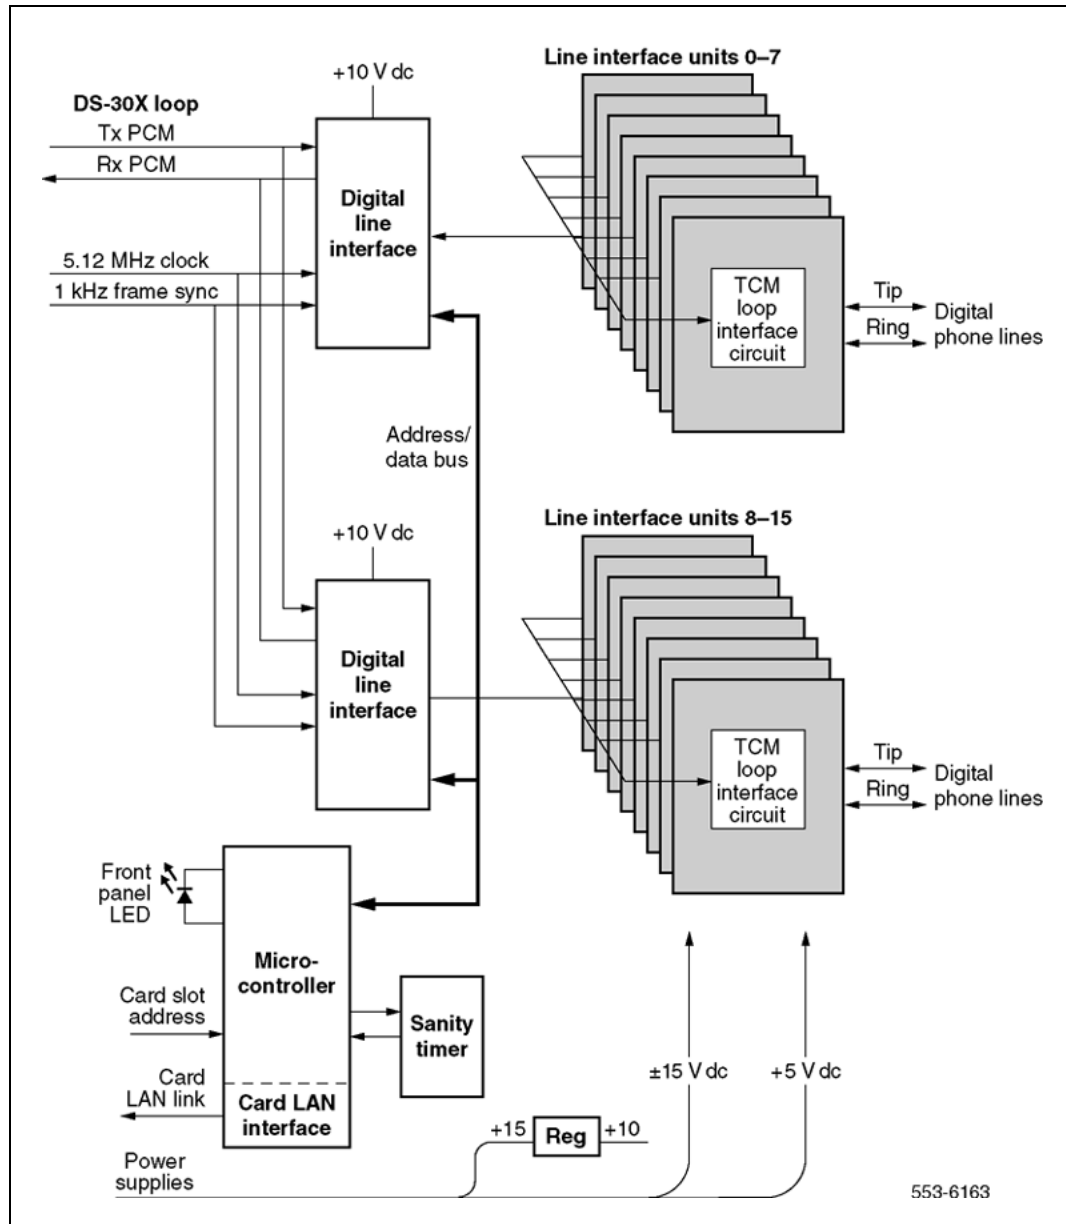 Line interface units 0–7
+10 V dc
DS-30X loop
Tx PCM
Rx PCM
Digital
line
interface
5.12 MHz clock
1 kHz frame sync
TCM
loop
interface
circuit
Tip
Ring
Digital
phone lines
Address/
data bus
Line interface units 8–15
+10 V dc
Digital
line
interface
TCM
loop
interface
circuit
Tip
Ring
Digital
phone lines
Front
panel
LED
Micro-
controller
Card slot
address
Sanity
timer
Card
LAN link
Card LAN
interface
±15 V dc
+5 V dc
+15
Reg
+10
Power
supplies
553-6163